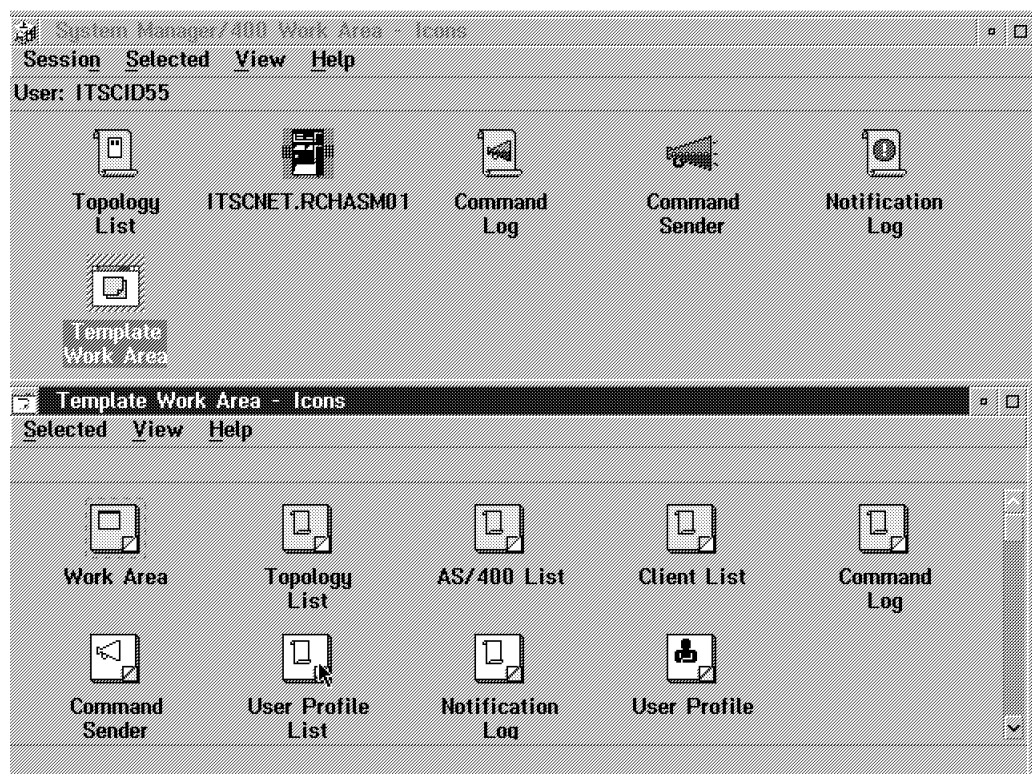 System Manager/400 Work Area - Icons
Session Selected View Help
User: ITSCID55
Topology List
ITSCNET.RCHASM01
Command Log
Command Sender
Notification Log
Template Work Area
Template Work Area - Icons
Selected View Help
Work Area
Topology List
AS/400 List
Client List
Command Log
Command Sender
User Profile List
Notification Log
User Profile